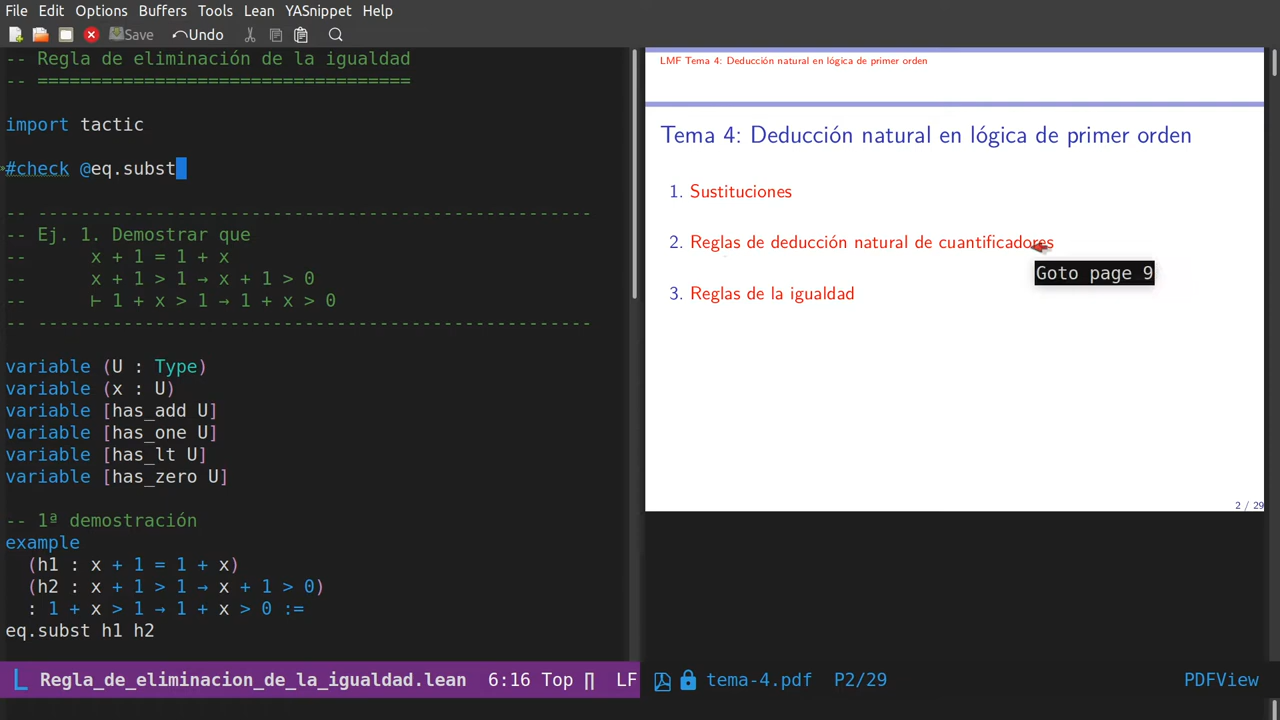 File Edit Options Buffers Tools Lean YASnippet Help
Save Undo
-- Regla de eliminación de la igualdad
-- ===================================
import tactic
#check @eq.subst
-- ----------------------------------------------------
-- Ej. 1. Demostrar que
--      x + 1 = 1 + x
--      x + 1 > 1 → x + 1 > 0
--      ⊢ 1 + x > 1 → 1 + x > 0
-- ----------------------------------------------------
variable (U : Type)
variable (x : U)
variable [has_add U]
variable [has_one U]
variable [has_lt U]
variable [has_zero U]
-- 1ª demostración
example
  (h1 : x + 1 = 1 + x)
  (h2 : x + 1 > 1 → x + 1 > 0)
  : 1 + x > 1 → 1 + x > 0 :=
eq.subst h1 h2
Regla_de_eliminacion_de_la_igualdad.lean 6:16 Top ∏ LF
LMF Tema 4: Deducción natural en lógica de primer orden
Tema 4: Deducción natural en lógica de primer orden
1. Sustituciones
2. Reglas de deducción natural de cuantificadores
Goto page 9
3. Reglas de la igualdad
2 / 29
tema-4.pdf P2/29 PDFView